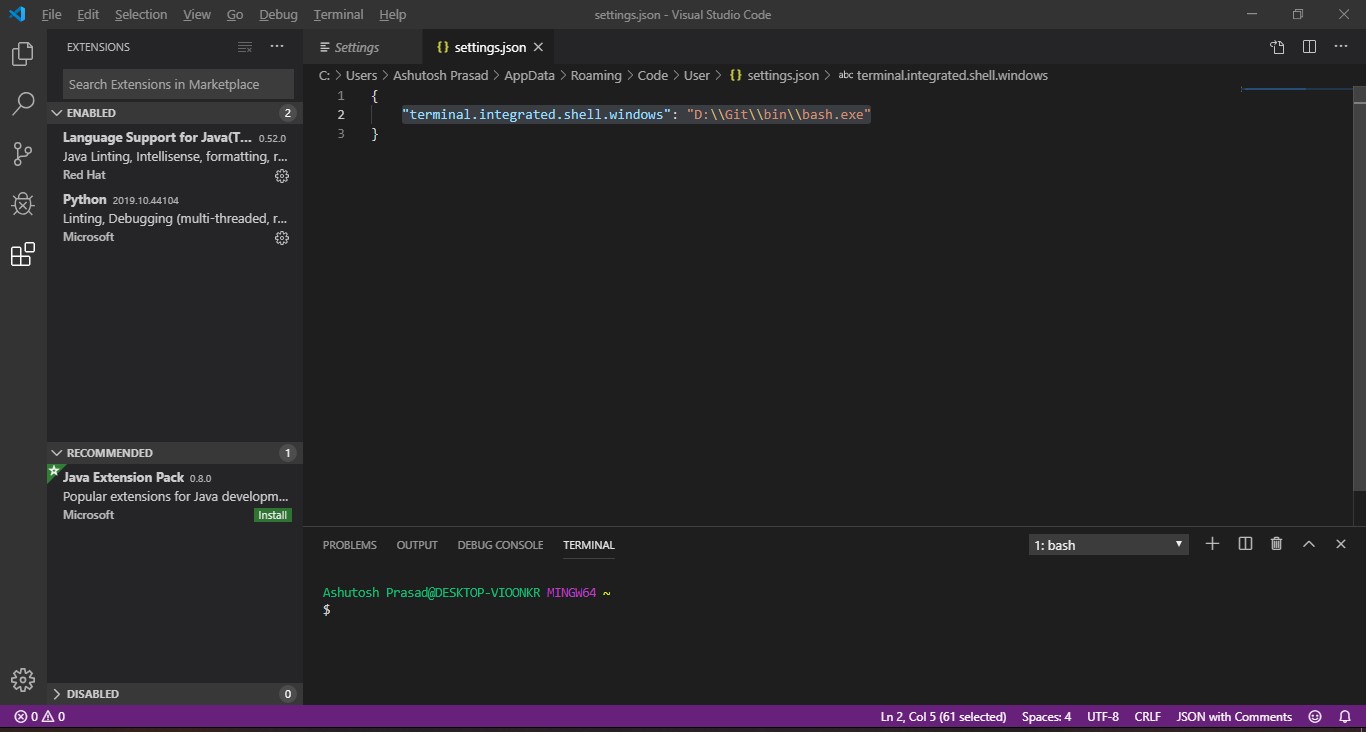 File Edit Selection View Go Debug Terminal Help settings.json - Visual Studio Code
EXTENSIONS
Search Extensions in Marketplace
ENABLED 2
Language Support for Java(T... 0.52.0
Java Linting, Intellisense, formatting, r...
Red Hat
Python 2019.10.44104
Linting, Debugging (multi-threaded, r...
Microsoft
RECOMMENDED 1
Java Extension Pack 0.8.0
Popular extensions for Java developm...
Microsoft Install
DISABLED 0
Settings {} settings.json
C: > Users > Ashutosh Prasad > AppData > Roaming > Code > User > {} settings.json > abc terminal.integrated.shell.windows
1 {
2 "terminal.integrated.shell.windows": "D:\\Git\\bin\\bash.exe"
3 }
PROBLEMS OUTPUT DEBUG CONSOLE TERMINAL 1: bash
Ashutosh Prasad@DESKTOP-VIOONKR MINGW64 ~
$
0 0 Ln 2, Col 5 (61 selected) Spaces: 4 UTF-8 CRLF JSON with Comments